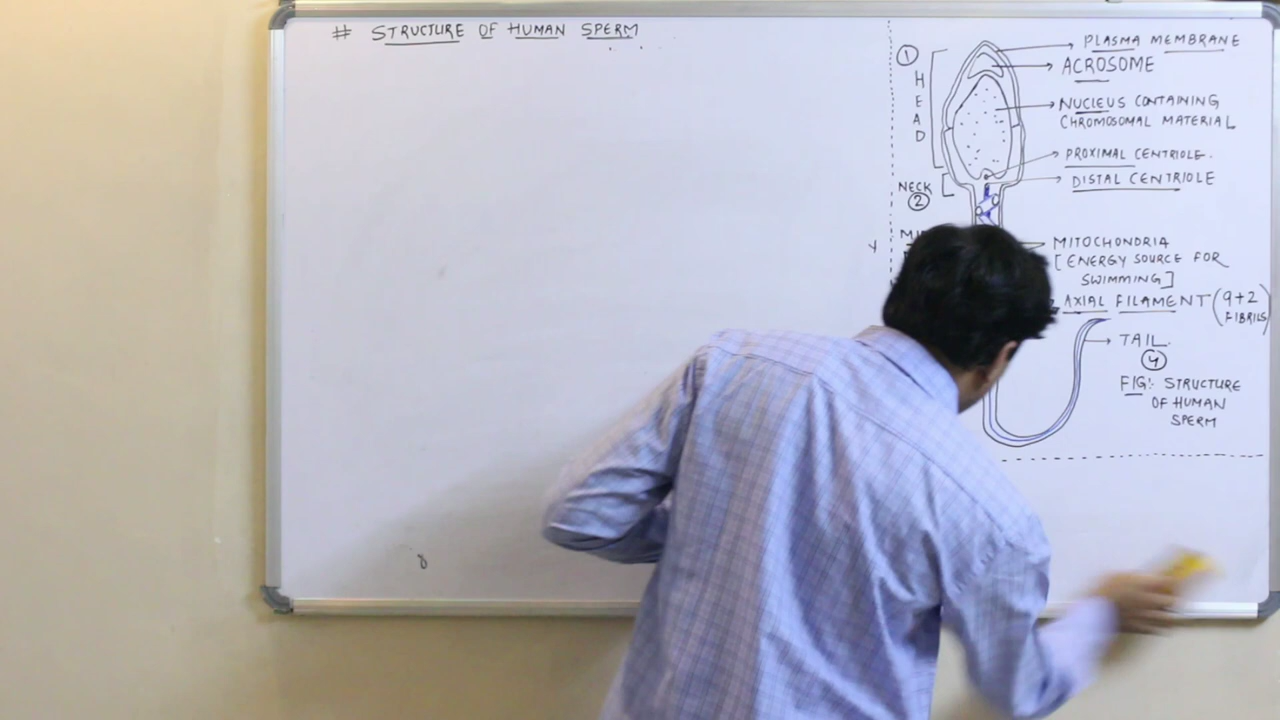 # STRUCTURE OF HUMAN SPERM
① HEAD
PLASMA MEMBRANE
ACROSOME
NUCLEUS CONTAINING
CHROMOSOMAL MATERIAL
PROXIMAL CENTRIOLE.
DISTAL CENTRIOLE
NECK
②
MITOCHONDRIA
[ENERGY SOURCE FOR
SWIMMING]
AXIAL FILAMENT (9+2
FIBRILS)
TAIL.
④
FIG:- STRUCTURE
OF HUMAN
SPERM